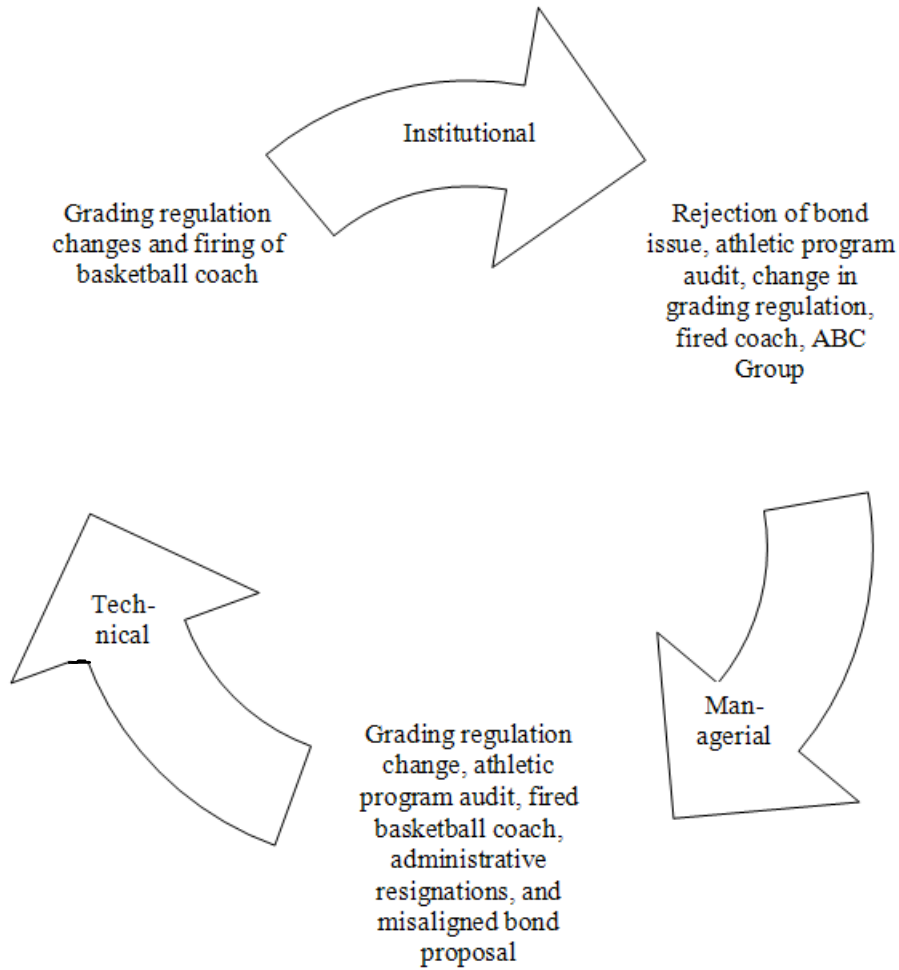 Institutional
Grading regulation
changes and firing of
basketball coach
Rejection of bond
issue, athletic program
audit, change in
grading regulation,
fired coach, ABC
Group
Tech-
nical
Man-
agerial
Grading regulation
change, athletic
program audit, fired
basketball coach,
administrative
resignations, and
misaligned bond
proposal